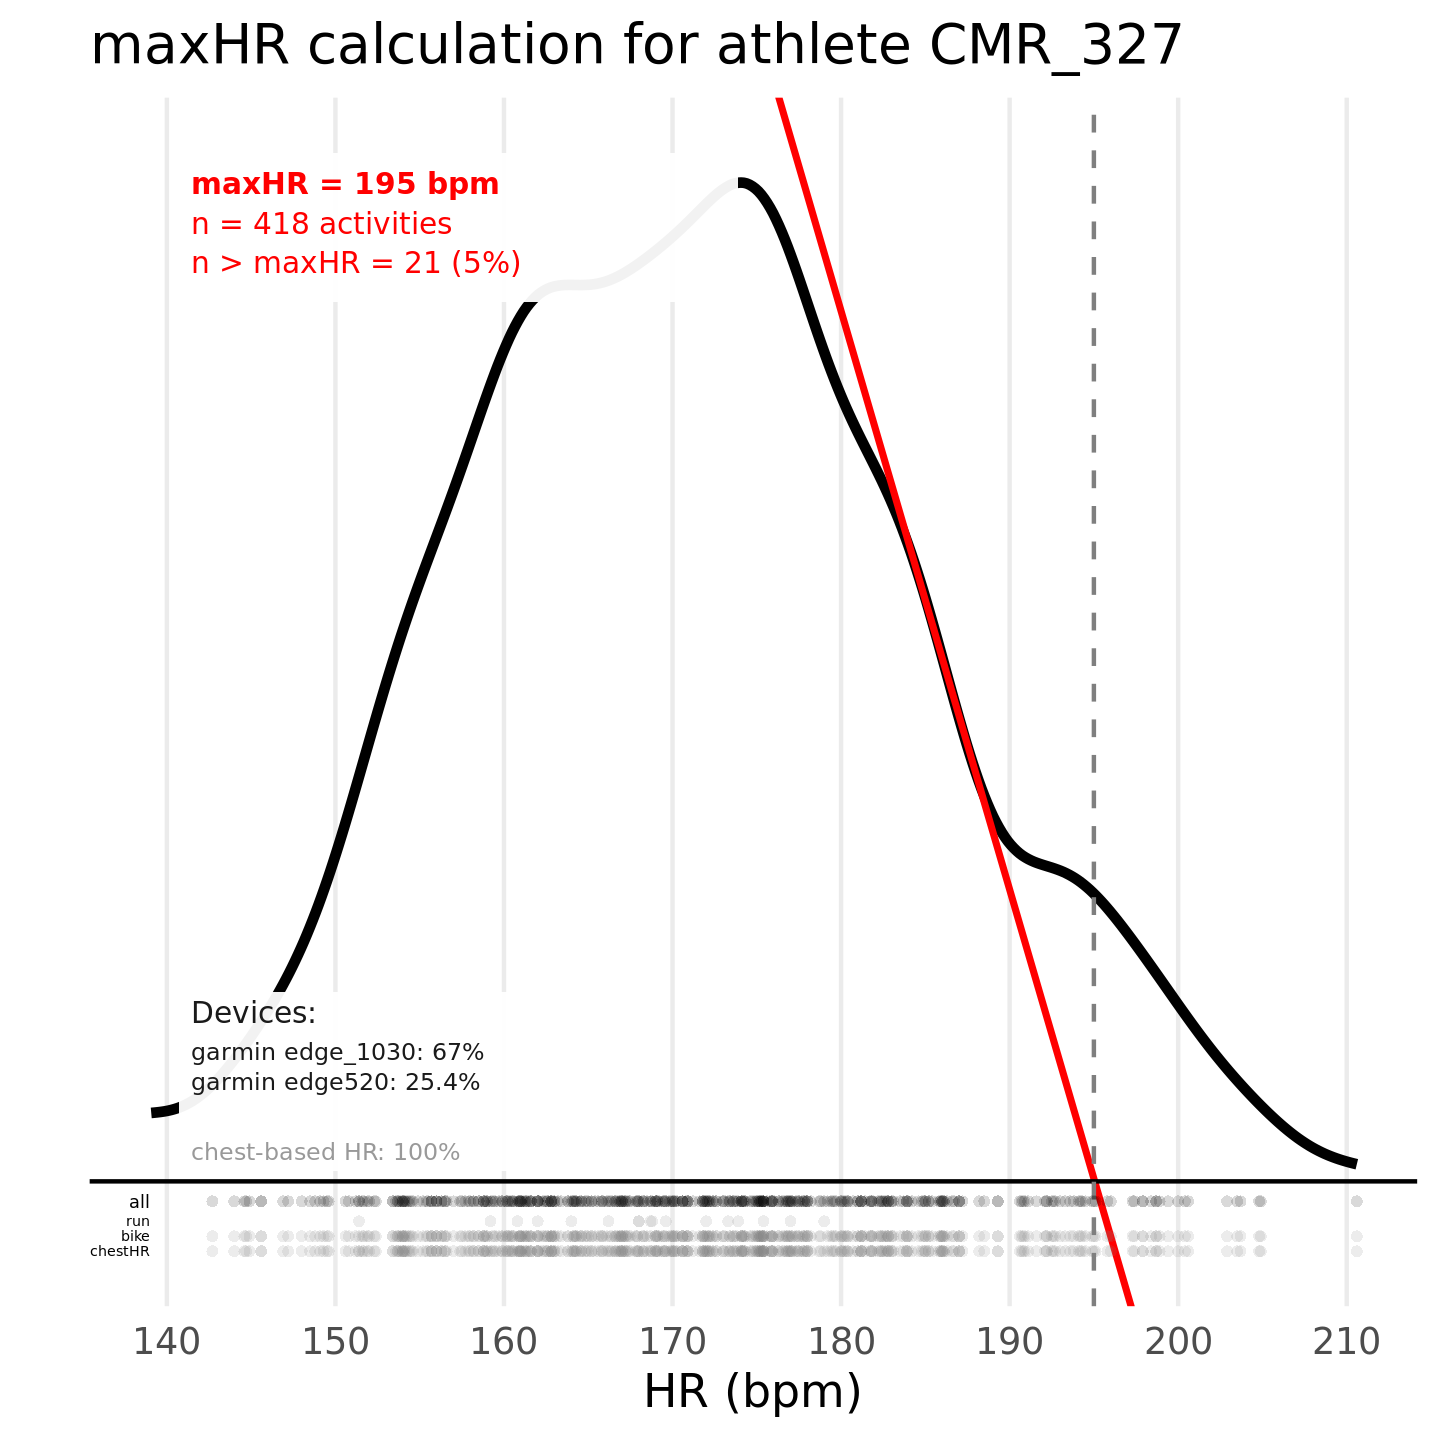 maxHR calculation for athlete CMR_327
maxHR = 195 bpm
n = 418 activities
n > maxHR = 21 (5%)
Devices:
garmin edge_1030: 67%
garmin edge520: 25.4%
chest-based HR: 100%
all
run
bike
chestHR
140 150 160 170 180 190 200 210
HR (bpm)